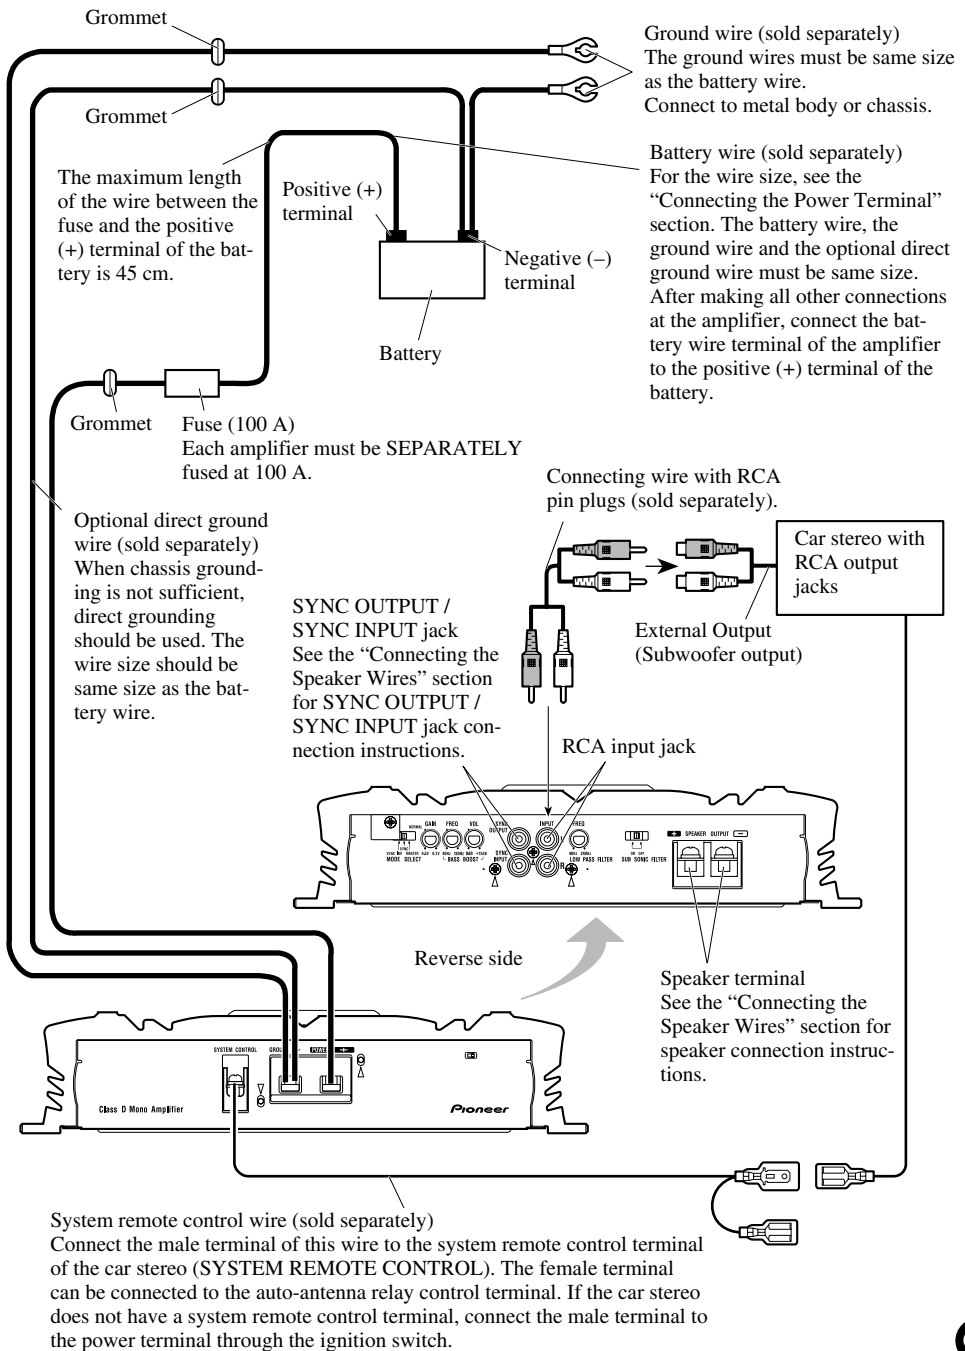 Grommet
Ground wire (sold separately)
The ground wires must be same size
as the battery wire.
Connect to metal body or chassis.
Grommet
Battery wire (sold separately)
For the wire size, see the
“Connecting the Power Terminal”
section. The battery wire, the
ground wire and the optional direct
ground wire must be same size.
After making all other connections
at the amplifier, connect the bat-
tery wire terminal of the amplifier
to the positive (+) terminal of the
battery.
The maximum length
of the wire between the
fuse and the positive
(+) terminal of the bat-
tery is 45 cm.
Positive (+)
terminal
Negative (–)
terminal
Battery
Grommet
Fuse (100 A)
Each amplifier must be SEPARATELY
fused at 100 A.
Connecting wire with RCA
pin plugs (sold separately).
Optional direct ground
wire (sold separately)
When chassis ground-
ing is not sufficient,
direct grounding
should be used. The
wire size should be
same size as the bat-
tery wire.
Car stereo with
RCA output
jacks
SYNC OUTPUT /
SYNC INPUT jack
See the “Connecting the
Speaker Wires” section
for SYNC OUTPUT /
SYNC INPUT jack con-
nection instructions.
External Output
(Subwoofer output)
RCA input jack
NORMAL
GAIN
FREQ
VOL
SYNC
OUTPUT
INPUT
FREQ
SPEAKER OUTPUT
MODE SELECT
BASS BOOST
SYNC
INPUT
L
R
LOW PASS FILTER
ON OFF
SUB SONIC FILTER
Reverse side
Speaker terminal
See the “Connecting the
Speaker Wires” section for
speaker connection instruc-
tions.
SYSTEM CONTROL
POWER
Class D Mono Amplifier
Pioneer
System remote control wire (sold separately)
Connect the male terminal of this wire to the system remote control terminal
of the car stereo (SYSTEM REMOTE CONTROL). The female terminal
can be connected to the auto-antenna relay control terminal. If the car stereo
does not have a system remote control terminal, connect the male terminal to
the power terminal through the ignition switch.